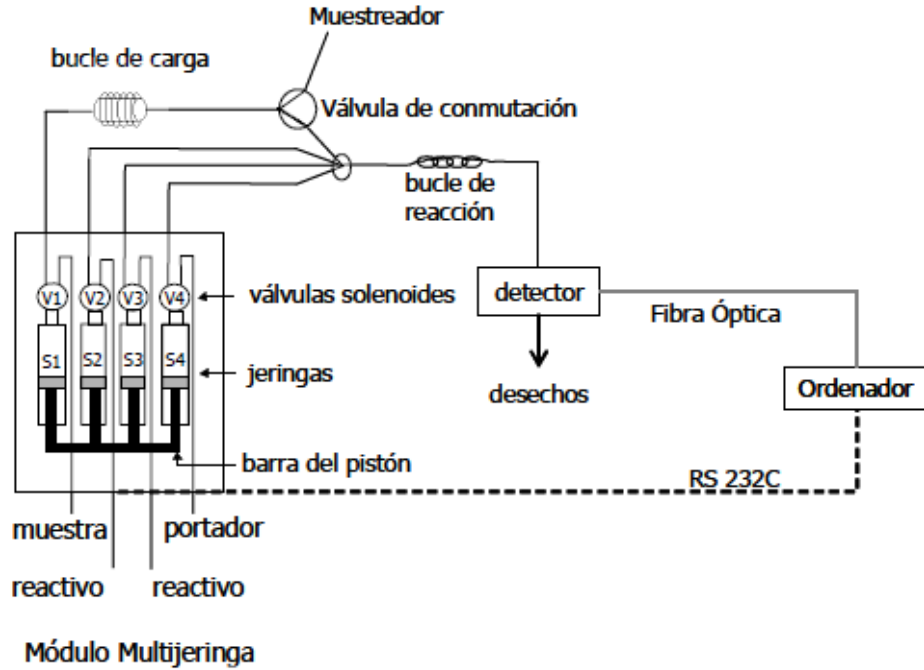 Muestreador
bucle de carga
Válvula de conmutación
bucle de
reacción
V1 V2 V3 V4
válvulas solenoides
detector
Fibra Óptica
S1 S2 S3 S4
jeringas
desechos
Ordenador
barra del pistón
RS 232C
muestra
portador
reactivo
reactivo
Módulo Multijeringa